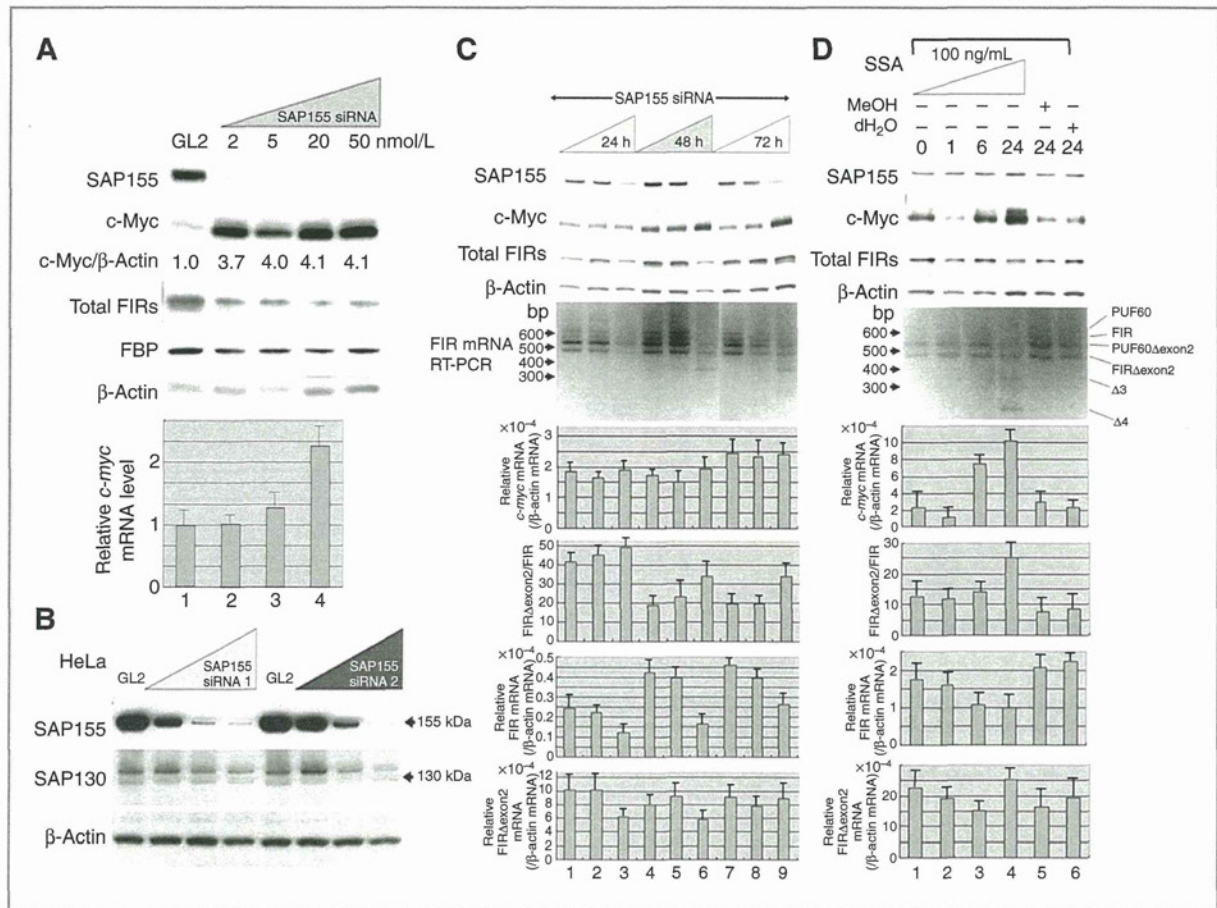 A
SAP155 siRNA
GL2 2 5 20 50 nmol/L
SAP155
c-Myc
c-Myc/β-Actin 1.0 3.7 4.0 4.1 4.1
Total FIRs
FBP
β-Actin
Relative c-myc
mRNA level
2
1
0
1 2 3 4
B
HeLa
GL2 SAP155
siRNA 1
GL2 SAP155
siRNA 2
SAP155
155 kDa
SAP130
130 kDa
β-Actin
C
SAP155 siRNA
24 h 48 h 72 h
SAP155
c-Myc
Total FIRs
β-Actin
bp
600
500
400
300
FIR mRNA
RT-PCR
×10⁻⁴
Relative
c-myc mRNA
(/β-actin mRNA)
3
2
1
0
FIRΔexon2/FIR
50
40
30
20
10
0
×10⁻⁴
Relative
FIR mRNA
(/β-actin mRNA)
0.5
0.4
0.3
0.2
0.1
0
×10⁻⁴
Relative
FIRΔexon2
mRNA
(/β-actin mRNA)
12
10
8
6
4
2
0
1 2 3 4 5 6 7 8 9
D
100 ng/mL
SSA
MeOH − − − − + −
dH₂O − − − − − +
0 1 6 24 24 24
SAP155
c-Myc
Total FIRs
β-Actin
bp
600
500
400
300
PUF60
FIR
PUF60Δexon2
FIRΔexon2
Δ3
Δ4
×10⁻⁴
Relative
c-myc mRNA
(/β-actin mRNA)
10
8
6
4
2
0
FIRΔexon2/FIR
30
20
10
0
×10⁻⁴
Relative
FIR mRNA
(/β-actin mRNA)
2
1
0
×10⁻⁴
Relative
FIRΔexon2
mRNA
(/β-actin mRNA)
20
10
0
1 2 3 4 5 6